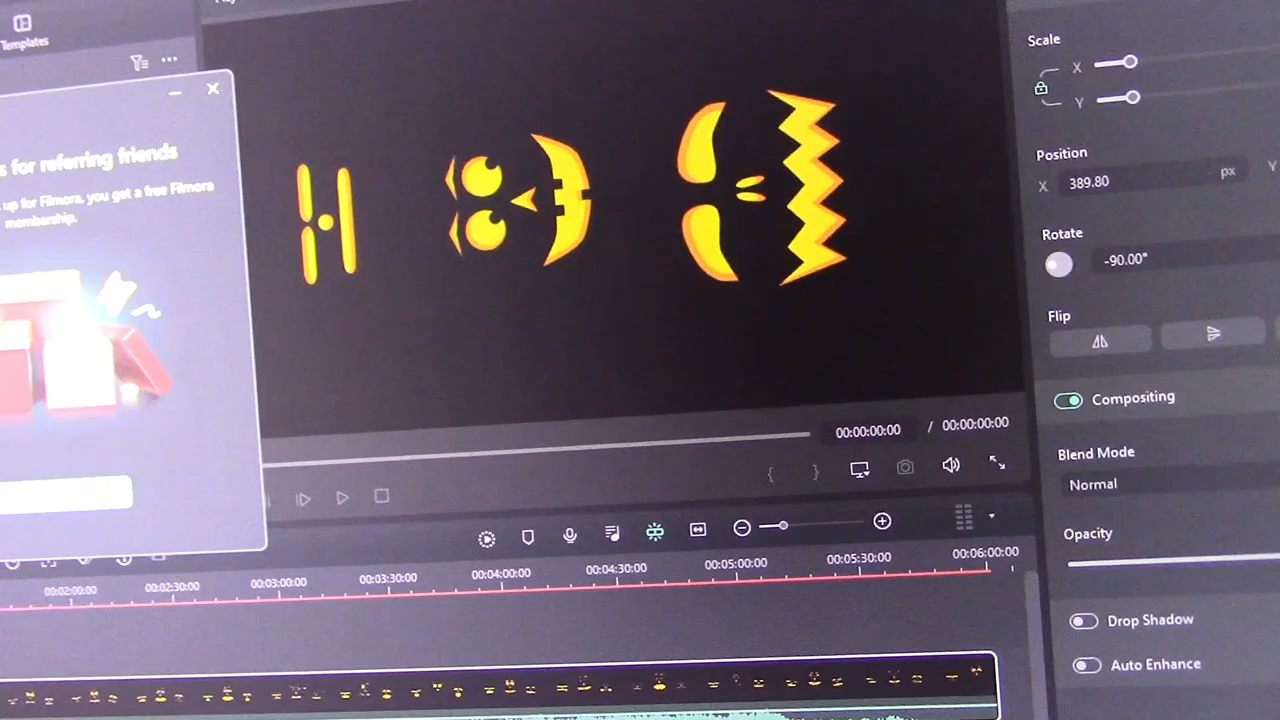 Templates
s for referring friends
up for Filmora, you get a free Filmora
membership.
Scale
X
Y
Position
X 389.80 px Y
Rotate
-90.00°
Flip
Compositing
Blend Mode
Normal
Opacity
Drop Shadow
Auto Enhance
00:00:00:00 / 00:00:00:00
00:02:00:00 00:02:30:00 00:03:00:00 00:03:30:00 00:04:00:00 00:04:30:00 00:05:00:00 00:05:30:00 00:06:00:00